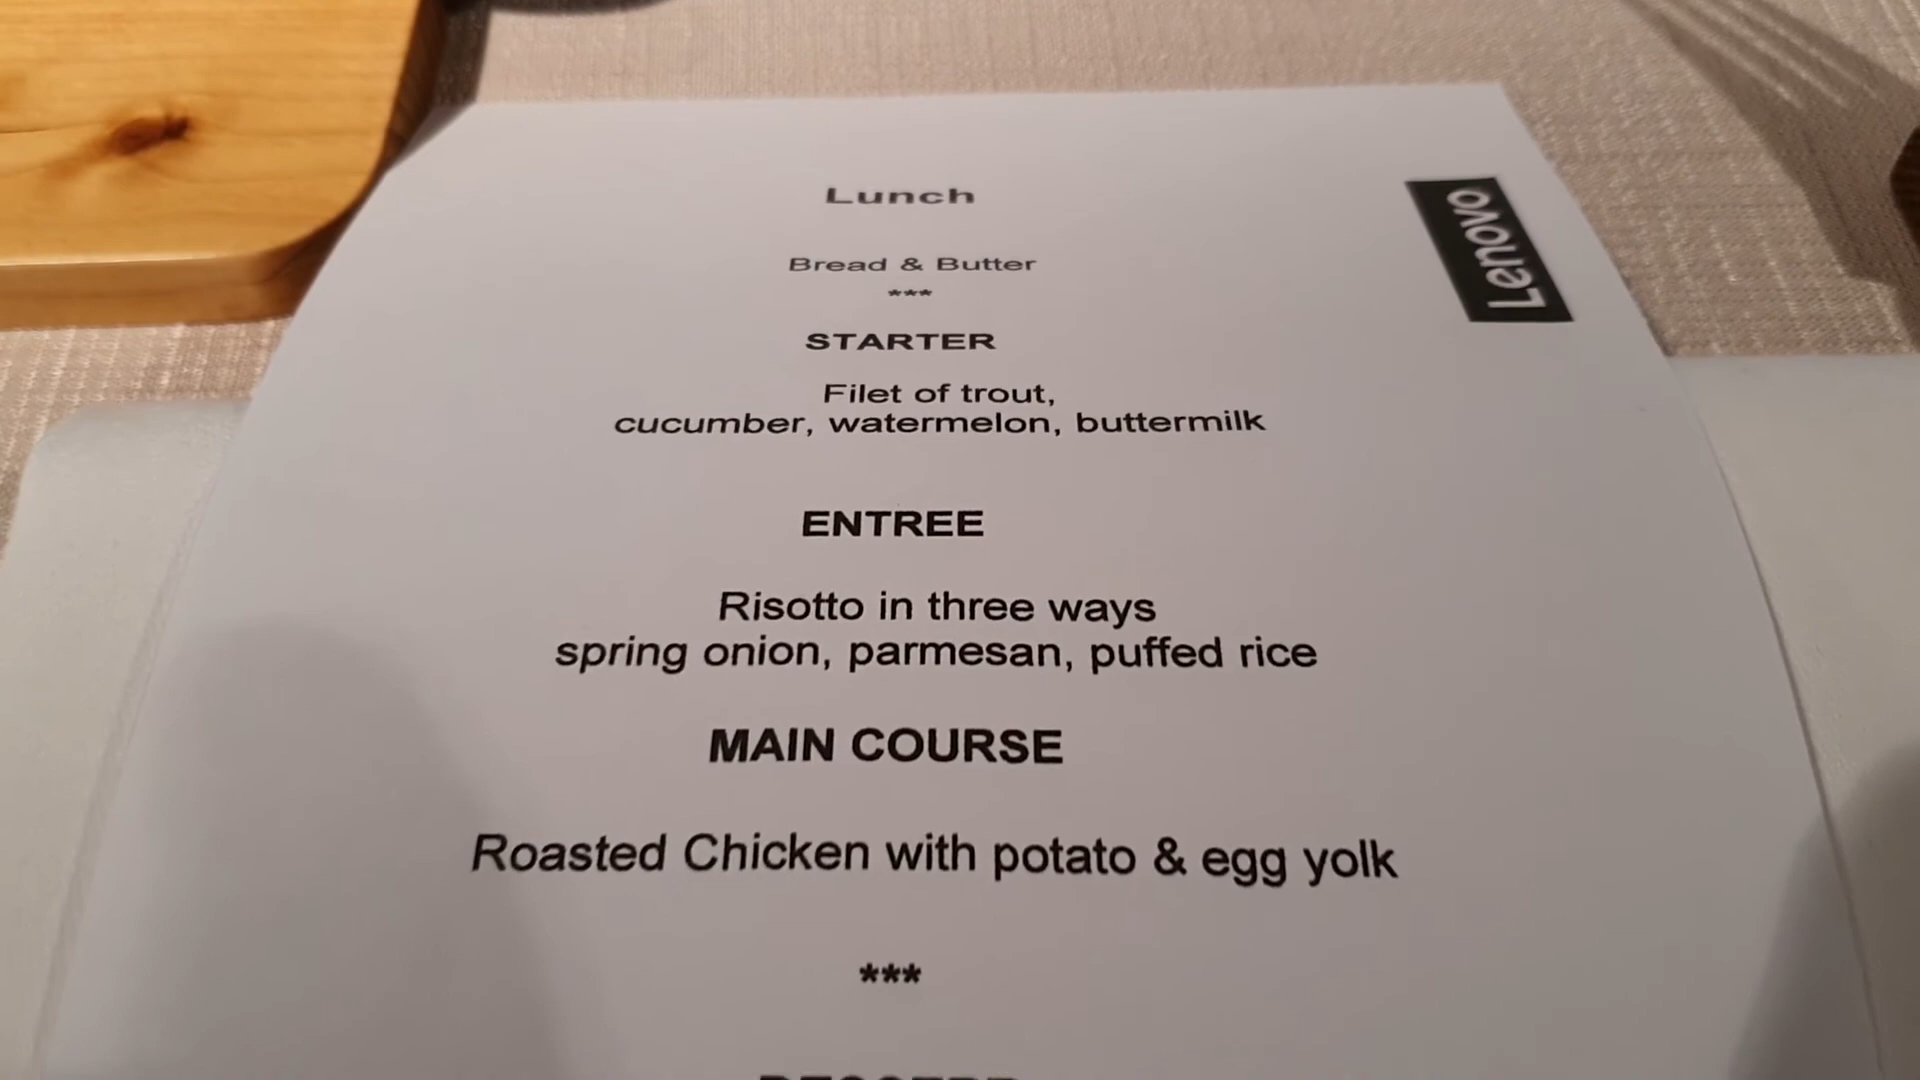 Lunch
Lenovo
Bread & Butter
***
STARTER
Filet of trout,
cucumber, watermelon, buttermilk
ENTREE
Risotto in three ways
spring onion, parmesan, puffed rice
MAIN COURSE
Roasted Chicken with potato & egg yolk
***